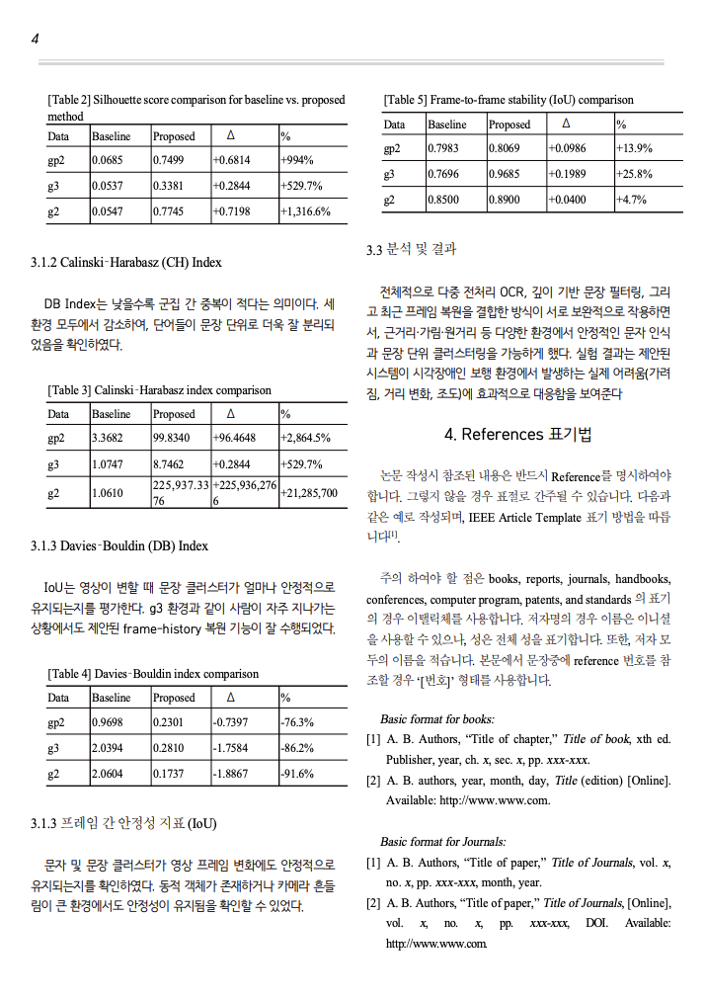 4
[Table 2] Silhouette score comparison for baseline vs. proposed
method
Data Baseline Proposed Δ %
gp2 0.0685 0.7499 +0.6814 +994%
g3 0.0537 0.3381 +0.2844 +529.7%
g2 0.0547 0.7745 +0.7198 +1,316.6%
3.1.2 Calinski-Harabasz (CH) Index
DB Index는 낮을수록 군집 간 중복이 적다는 의미이다. 세
환경 모두에서 감소하여, 단어들이 문장 단위로 더욱 잘 분리되
었음을 확인하였다.
[Table 3] Calinski-Harabasz index comparison
Data Baseline Proposed Δ %
gp2 3.3682 99.8340 +96.4648 +2,864.5%
g3 1.0747 8.7462 +0.2844 +529.7%
g2 1.0610 225,937.33 +225,936,276 +21,285,700
76 6
3.1.3 Davies-Bouldin (DB) Index
IoU는 영상이 변할 때 문장 클러스터가 얼마나 안정적으로
유지되는지를 평가한다. g3 환경과 같이 사람이 자주 지나가는
상황에서도 제안된 frame-history 복원 기능이 잘 수행되었다.
[Table 4] Davies-Bouldin index comparison
Data Baseline Proposed Δ %
gp2 0.9698 0.2301 -0.7397 -76.3%
g3 2.0394 0.2810 -1.7584 -86.2%
g2 2.0604 0.1737 -1.8867 -91.6%
3.1.3 프레임 간 안정성 지표 (IoU)
문자 및 문장 클러스터가 영상 프레임 변화에도 안정적으로
유지되는지를 확인하였다. 동적 객체가 존재하거나 카메라 흔들
림이 큰 환경에서도 안정성이 유지됨을 확인할 수 있었다.
[Table 5] Frame-to-frame stability (IoU) comparison
Data Baseline Proposed Δ %
gp2 0.7983 0.8069 +0.0986 +13.9%
g3 0.7696 0.9685 +0.1989 +25.8%
g2 0.8500 0.8900 +0.0400 +4.7%
3.3 분석 및 결과
전체적으로 다중 전처리 OCR, 깊이 기반 문장 필터링, 그리
고 최근 프레임 복원을 결합한 방식이 서로 보완적으로 작용하면
서, 근거리·가림·원거리 등 다양한 환경에서 안정적인 문자 인식
과 문장 단위 클러스터링을 가능하게 했다. 실험 결과는 제안된
시스템이 시각장애인 보행 환경에서 발생하는 실제 어려움(가려
짐, 거리 변화, 조도)에 효과적으로 대응함을 보여준다
4. References 표기법
논문 작성시 참조된 내용은 반드시 Reference를 명시하여야
합니다. 그렇지 않을 경우 표절로 간주될 수 있습니다. 다음과
같은 예로 작성되며, IEEE Article Template 표기 방법을 따릅
니다[1].
주의 하여야 할 점은 books, reports, journals, handbooks,
conferences, computer program, patents, and standards 의 표기
의 경우 이탤릭체를 사용합니다. 저자명의 경우 이름은 이니셜
을 사용할 수 있으나, 성은 전체 성을 표기합니다. 또한, 저자 모
두의 이름을 적습니다. 본문에서 문장중에 reference 번호를 참
조할 경우 ‘[번호]’ 형태를 사용합니다.
Basic format for books:
[1] A. B. Authors, “Title of chapter,” Title of book, xth ed.
Publisher, year, ch. x, sec. x, pp. xxx-xxx.
[2] A. B. authors, year, month, day, Title (edition) [Online].
Available: http://www.www.com.
Basic format for Journals:
[1] A. B. Authors, “Title of paper,” Title of Journals, vol. x,
no. x, pp. xxx-xxx, month, year.
[2] A. B. Authors, “Title of paper,” Title of Journals, [Online],
vol. x, no. x, pp. xxx-xxx, DOI. Available:
http://www.www.com.